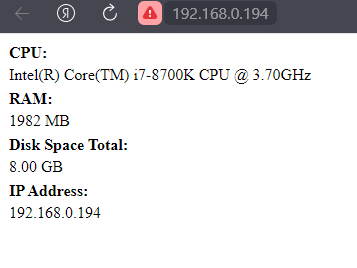 Я
192.168.0.194
CPU:
Intel(R) Core(TM) i7-8700K CPU @ 3.70GHz
RAM:
1982 MB
Disk Space Total:
8.00 GB
IP Address:
192.168.0.194